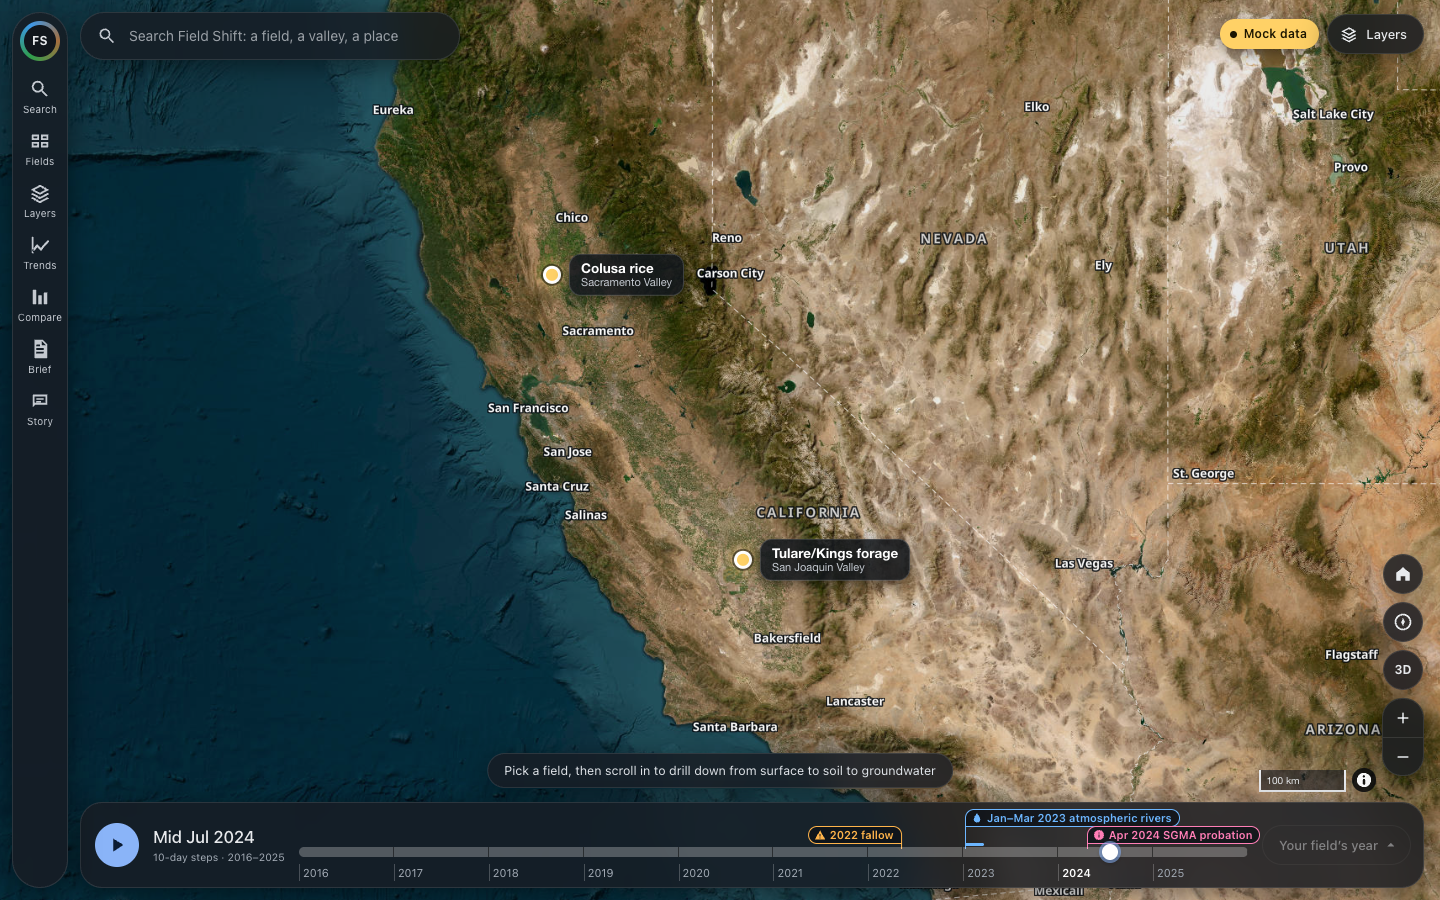 FS
Search Field Shift: a field, a valley, a place
Mock data
Layers
Search
Fields
Layers
Trends
Compare
Brief
Story
Eureka
Elko
Salt Lake City
Provo
Chico
Reno
NEVADA
UTAH
Ely
Carson City
Colusa rice
Sacramento Valley
Sacramento
San Francisco
San Jose
Santa Cruz
St. George
Salinas
CALIFORNIA
Tulare/Kings forage
San Joaquin Valley
Las Vegas
Bakersfield
Flagstaff
3D
Lancaster
Santa Barbara
ARIZONA
Pick a field, then scroll in to drill down from surface to soil to groundwater
100 km
Mid Jul 2024
10-day steps · 2016–2025
2022 fallow
Jan–Mar 2023 atmospheric rivers
Apr 2024 SGMA probation
Your field's year
2016
2017
2018
2019
2020
2021
2022
2023
2024
2025
Mexicali